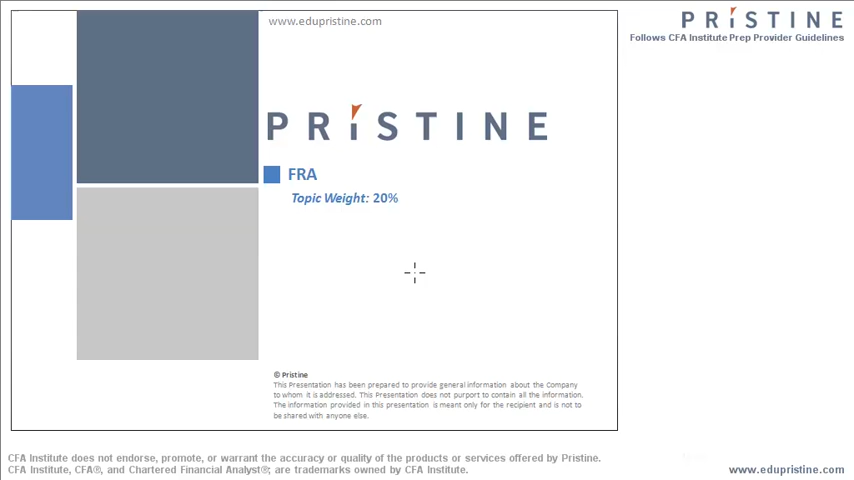 www.edupristine.com
PRISTINE
Follows CFA Institute Prep Provider Guidelines
PRISTINE
FRA
Topic Weight: 20%
© Pristine
This Presentation has been prepared to provide general information about the Company
to whom it is addressed. This Presentation does not purport to contain all the information.
The information provided in this presentation is meant only for the recipient and is not to
be shared with anyone else.
CFA Institute does not endorse, promote, or warrant the accuracy or quality of the products or services offered by Pristine.
CFA Institute, CFA®, and Chartered Financial Analyst®; are trademarks owned by CFA Institute.
www.edupristine.com